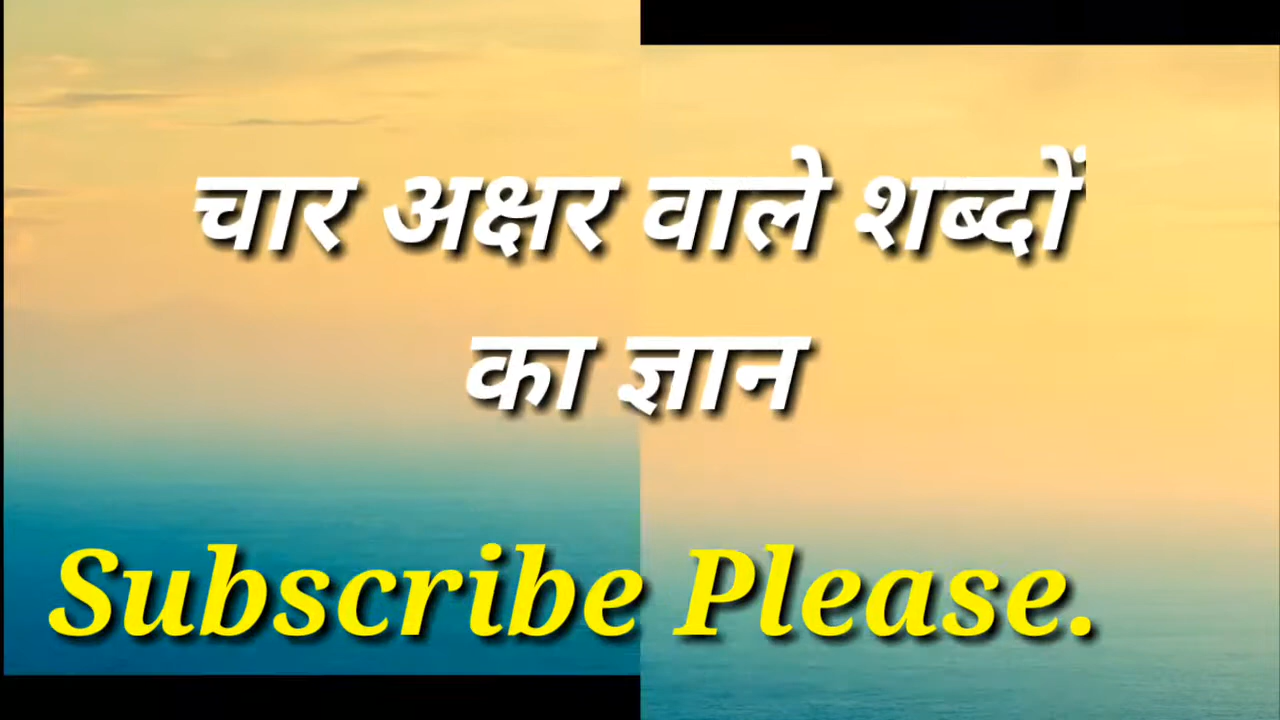 चार अक्षर वाले शब्दों
का ज्ञान
Subscribe Please.